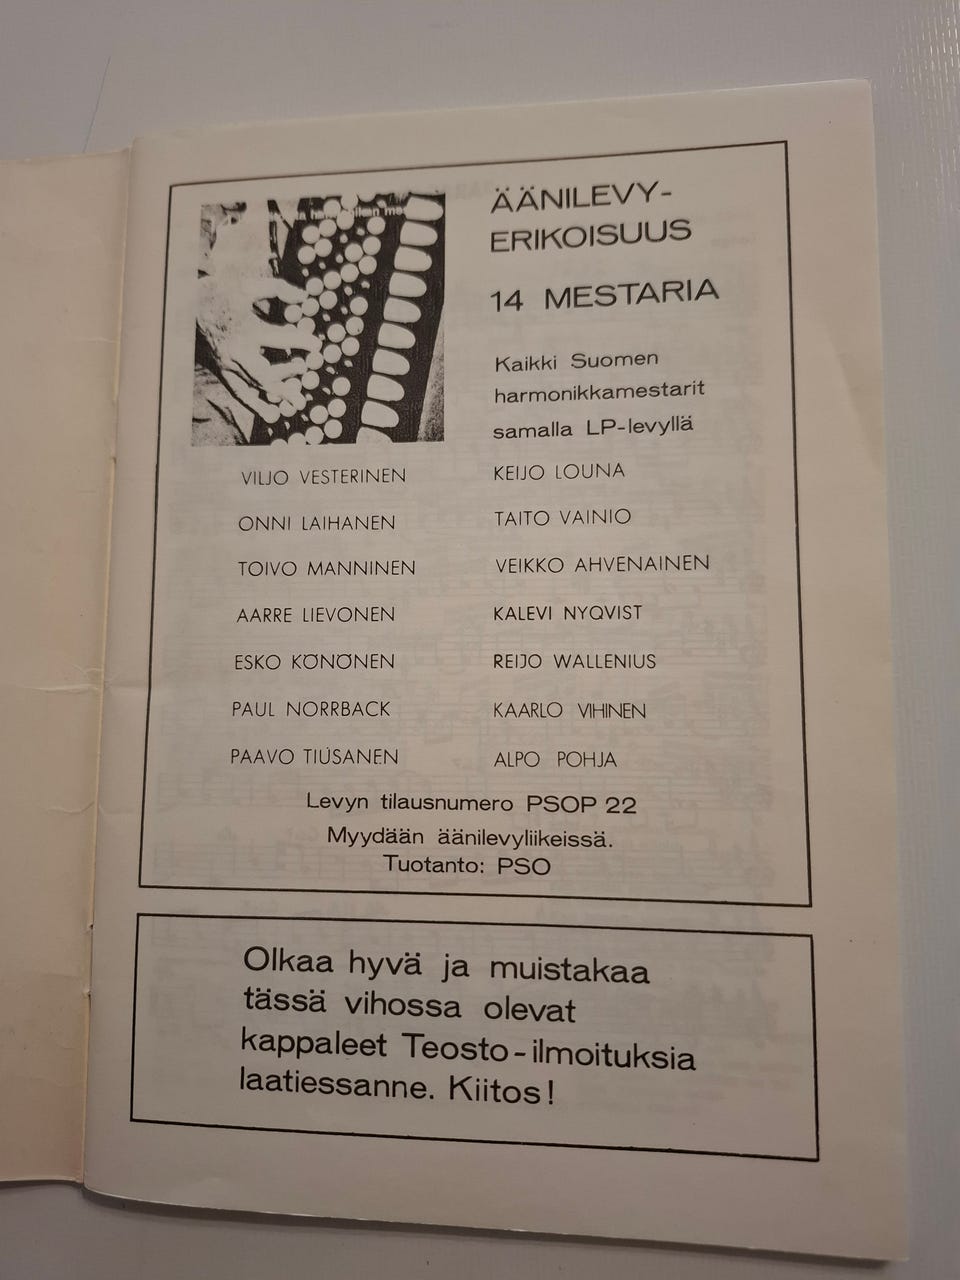 ÄÄNILEVY-
ERIKOISUUS
14 MESTARIA
Kaikki Suomen
harmonikkamestarit
samalla LP-levyllä
VILJO VESTERINEN
ONNI LAIHANEN
TOIVO MANNINEN
AARRE LIEVONEN
ESKO KÖNÖNEN
PAUL NORRBACK
PAAVO TIUSANEN
KEIJO LOUNA
TAITO VAINIO
VEIKKO AHVENAINEN
KALEVI NYQVIST
REIJO WALLENIUS
KAARLO VIHINEN
ALPO POHJA
Levyn tilausnumero PSOP 22
Myydään äänilevyliikeissä.
Tuotanto: PSO
Olkaa hyvä ja muistakaa
tässä vihossa olevat
kappaleet Teosto-ilmoituksia
laatiessanne. Kiitos!